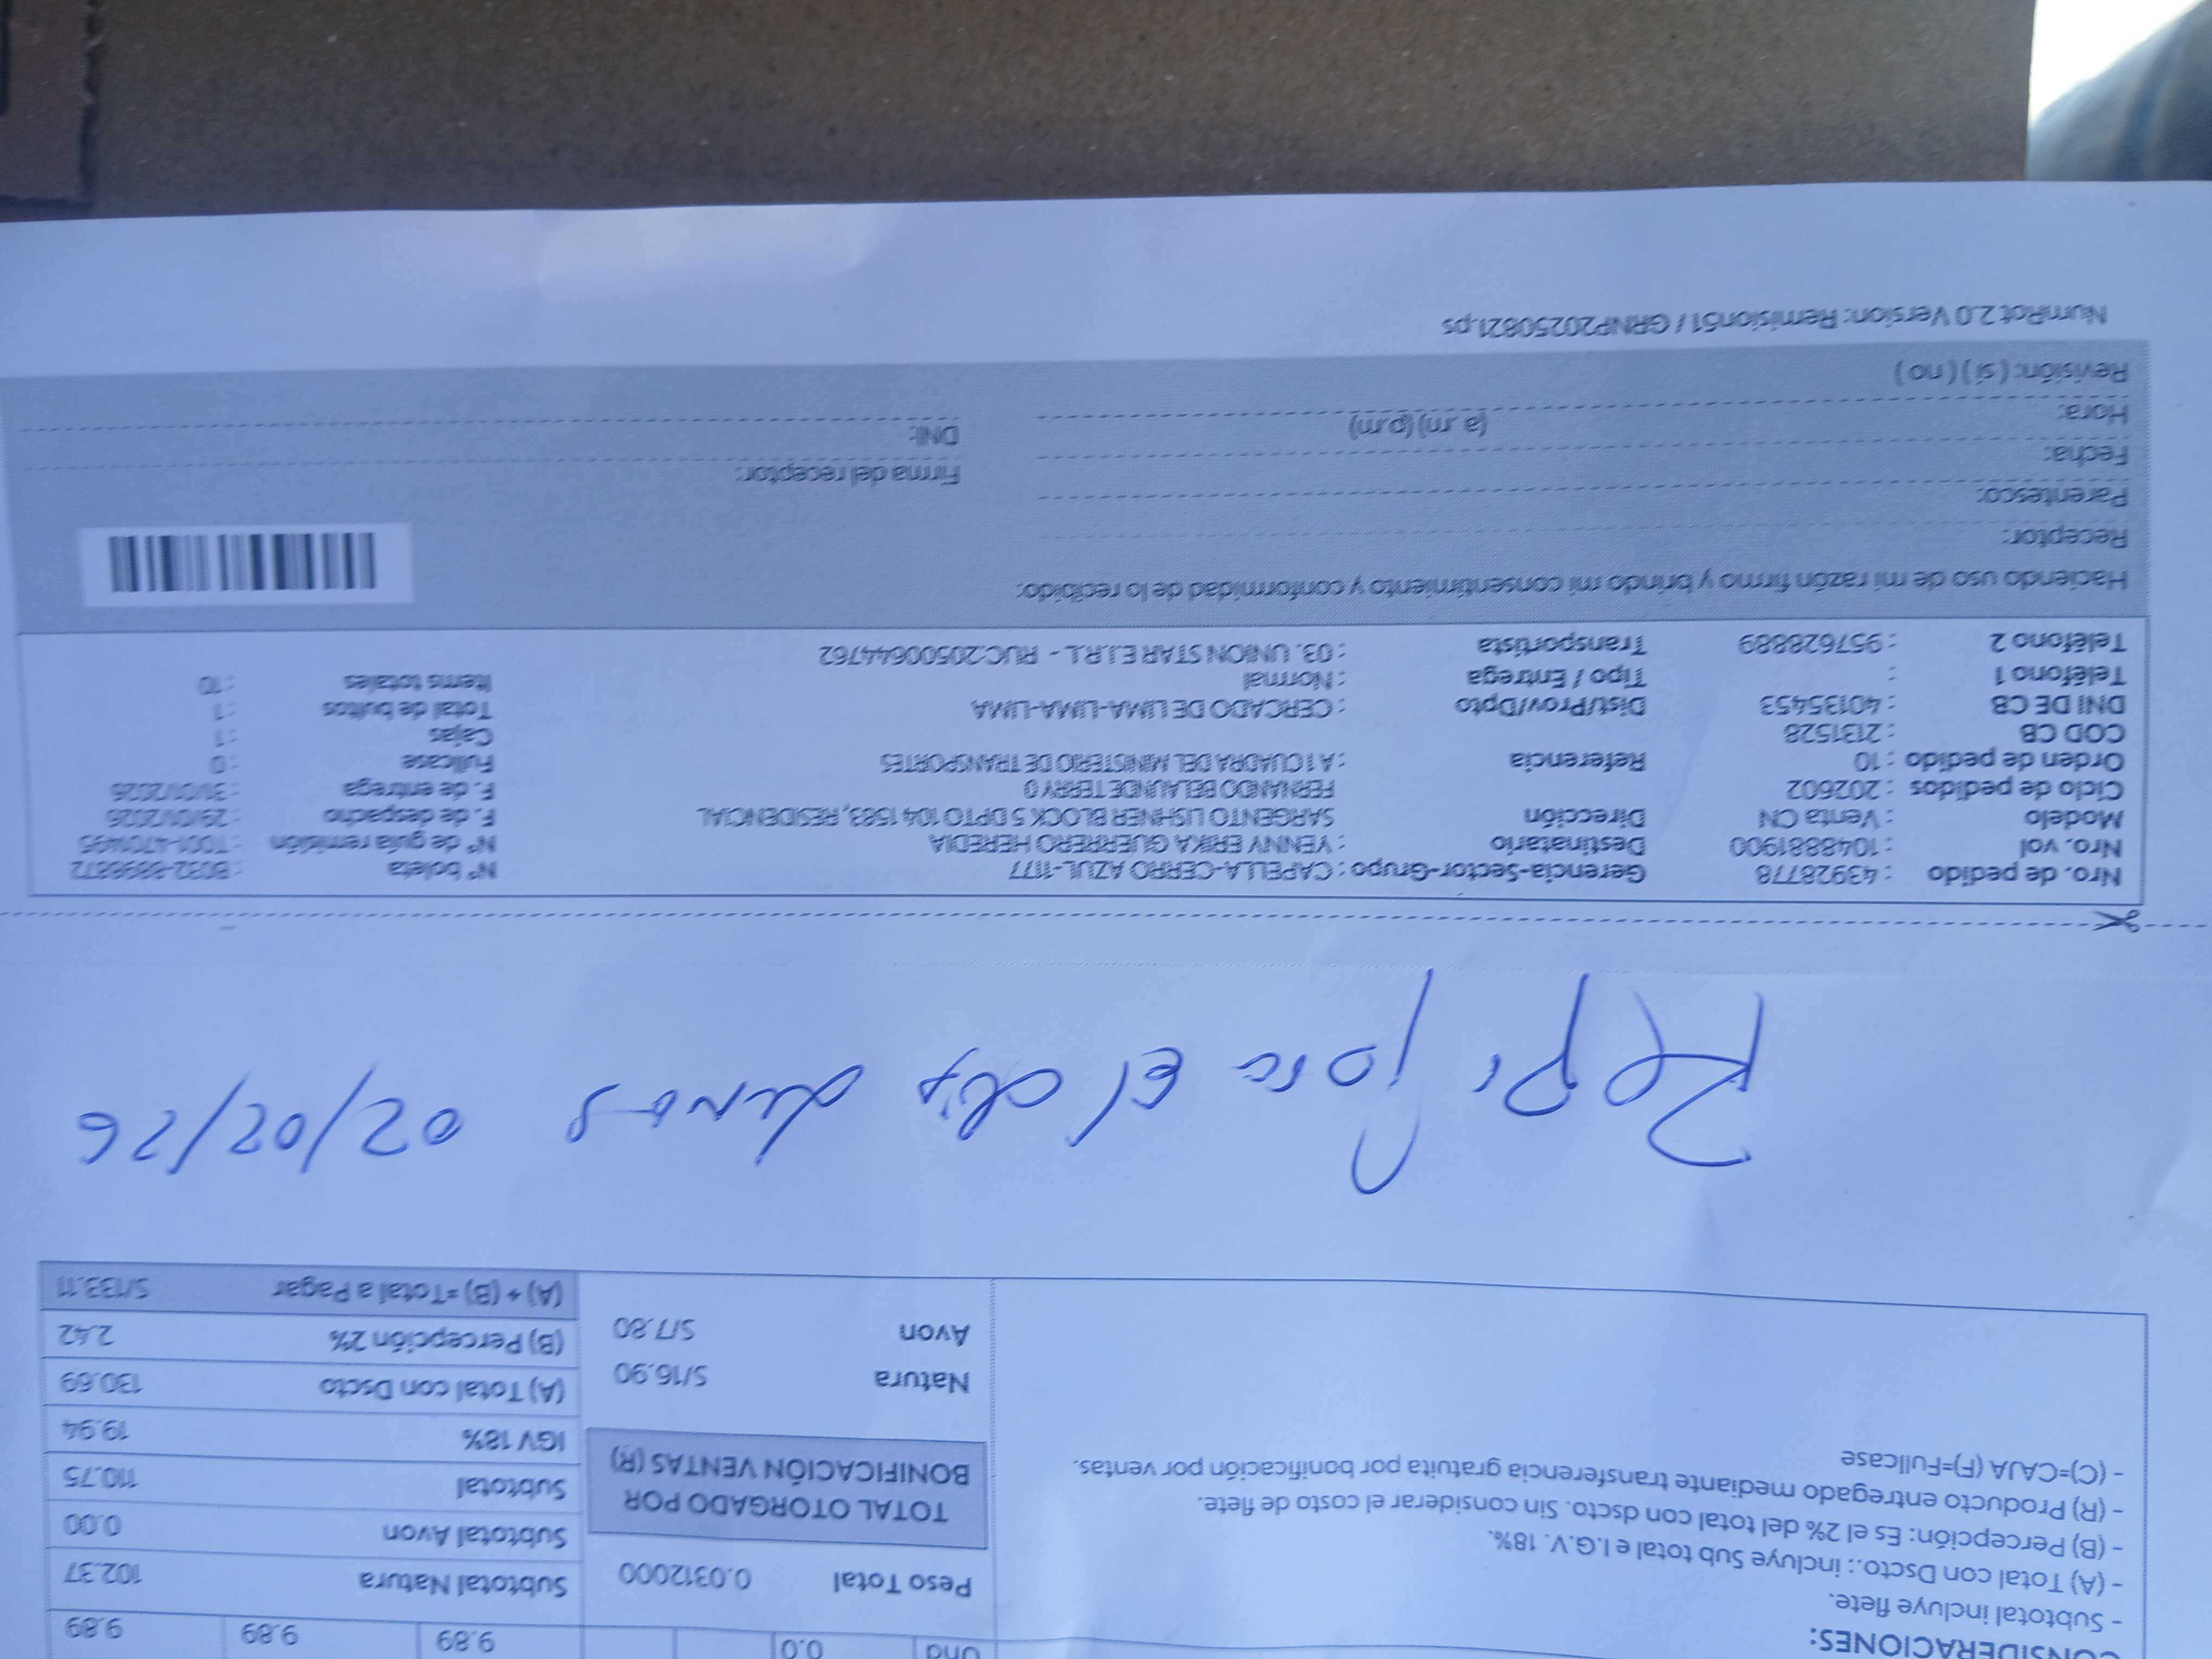 CONSIDERACIONES:
- Subtotal incluye flete.
- (A) Total con Dscto.: incluye Sub total e I.G.V. 18%.
- (B) Percepción: Es el 2% del total con dscto. Sin considerar el costo de flete.
- (R) Producto entregado mediante transferencia gratuita por bonificación por ventas.
- (C)=CAJA (F)=Fullcase
Und 0.0 9.89 9.89 9.89
Peso Total 0.0312000
TOTAL OTORGADO POR
BONIFICACIÓN VENTAS (R)
Natura S/16.90
Avon S/7.80
Subtotal Natura 102.37
Subtotal Avon 0.00
Subtotal 110.75
IGV 18% 19.94
(A) Total con Dscto 130.69
(B) Percepción 2% 2.42
(A) + (B) =Total a Pagar S/133.11
para El día Lunes 02/02/26
Nro. de pedido : 43928778
Nro. vol : 1048881900
Modelo : Venta CN
Ciclo de pedidos : 202602
Orden de pedido : 10
COD CB : 2131528
DNI DE CB : 40135453
Teléfono 1 :
Teléfono 2 : 957628889
Gerencia-Sector-Grupo : CAPELLA-CERRO AZUL-1177
Destinatario : YENNY ERIKA GUERRERO HEREDIA
Dirección SARGENTO LISHNER BLOCK 5 DPTO 104 1583, RESIDENCIAL
FERNANDO BELAUNDE TERRY 0
Referencia : A 1 CUADRA DEL MINISTERIO DE TRANSPORTES
Dist/Prov/Dpto : CERCADO DE LIMA-LIMA-LIMA
Tipo / Entrega : Normal
Transportista : 03. UNION STAR E.I.R.L - RUC:20500644762
N° boleta : B032-8898872
N° de guía remisión : T001-4701495
F. de despacho : 29/01/2026
F. de entrega : 31/01/2026
Fullcase : 0
Cajas : 1
Total de bultos : 1
Items totales : 10
Haciendo uso de mi razón firmo y brindo mi consentimiento y conformidad de lo recibido:
Receptor:
Parentesco:
Fecha:
Hora: (a .m) (p.m)
Revisión: ( si ) ( no )
Firma del receptor:
DNI:
NumRot 2.0 Version: Remision51 / GRNP20250821.ps